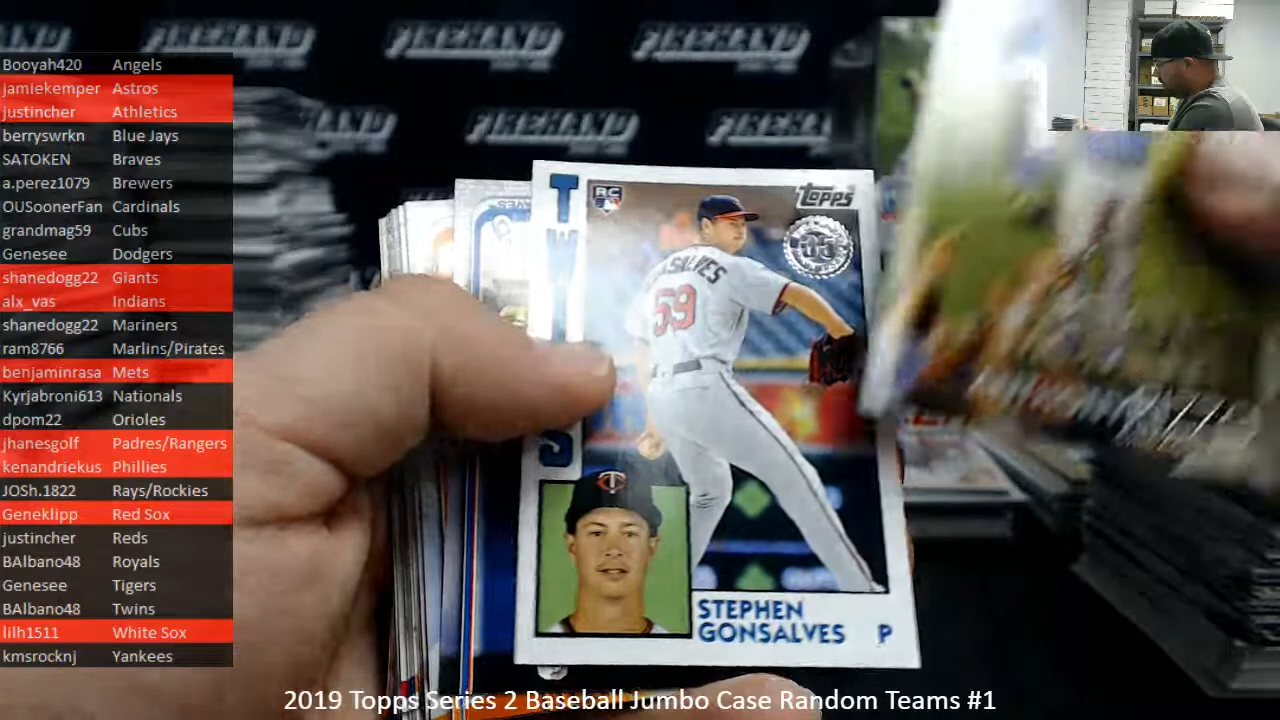 FIREHAND FIREHAND FIREHAND
FIREHAND FIREHA
Booyah420 Angels
jamiekemper Astros
justincher Athletics
berryswrkn Blue Jays
SATOKEN Braves
a.perez1079 Brewers
OUSoonerFan Cardinals
grandmag59 Cubs
Genesee Dodgers
shanedogg22 Giants
alx_vas Indians
shanedogg22 Mariners
ram8766 Marlins/Pirates
benjaminrasa Mets
Kyrjabroni613 Nationals
dpom22 Orioles
jhanesgolf Padres/Rangers
kenandriekus Phillies
JOSh.1822 Rays/Rockies
Geneklipp Red Sox
justincher Reds
BAlbano48 Royals
Genesee Tigers
BAlbano48 Twins
lilh1511 White Sox
kmsrocknj Yankees
RC
topps
35
59
STEPHEN
GONSALVES P
2019 Topps Series 2 Baseball Jumbo Case Random Teams #1